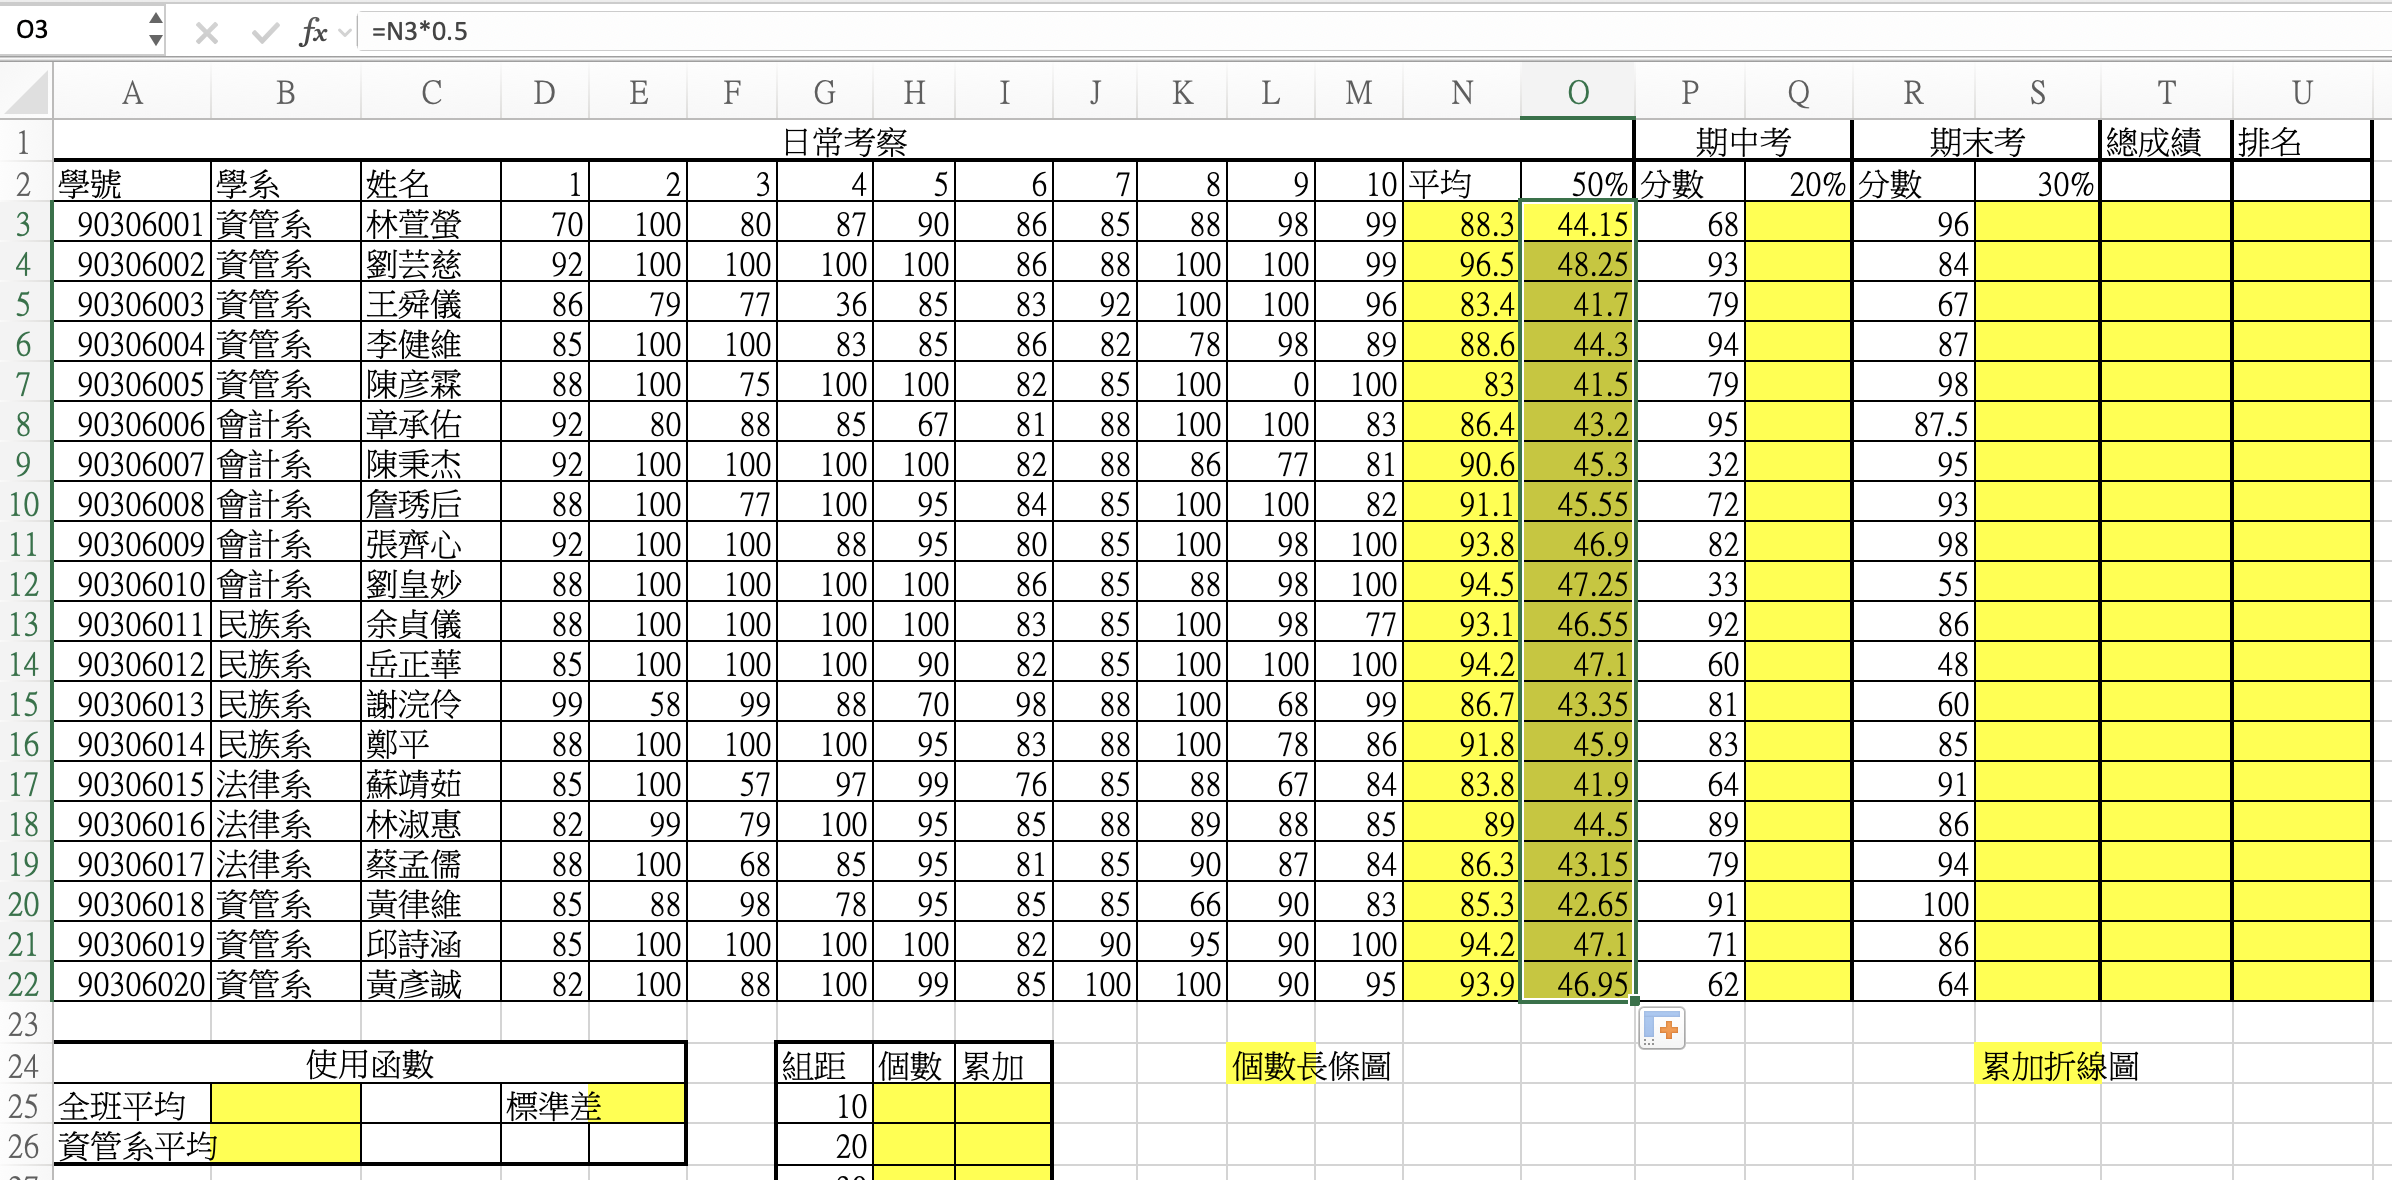 O3 fx =N3*0.5
A B C D E F G H I J K L M N O P Q R S T U
1 日常考察 期中考 期末考 總成績 排名
2 學號 學系 姓名 1 2 3 4 5 6 7 8 9 10 平均 50% 分數 20% 分數 30%
3 90306001 資管系 林萱螢 70 100 80 87 90 86 85 88 98 99 88.3 44.15 68 96
4 90306002 資管系 劉芸慈 92 100 100 100 100 86 88 100 100 99 96.5 48.25 93 84
5 90306003 資管系 王舜儀 86 79 77 36 85 83 92 100 100 96 83.4 41.7 79 67
6 90306004 資管系 李健維 85 100 100 83 85 86 82 78 98 89 88.6 44.3 94 87
7 90306005 資管系 陳彥霖 88 100 75 100 100 82 85 100 0 100 83 41.5 79 98
8 90306006 會計系 章承佑 92 80 88 85 67 81 88 100 100 83 86.4 43.2 95 87.5
9 90306007 會計系 陳秉杰 92 100 100 100 100 82 88 86 77 81 90.6 45.3 32 95
10 90306008 會計系 詹琇后 88 100 77 100 95 84 85 100 100 82 91.1 45.55 72 93
11 90306009 會計系 張齊心 92 100 100 88 95 80 85 100 98 100 93.8 46.9 82 98
12 90306010 會計系 劉皇妙 88 100 100 100 100 86 85 88 98 100 94.5 47.25 33 55
13 90306011 民族系 余貞儀 88 100 100 100 100 83 85 100 98 77 93.1 46.55 92 86
14 90306012 民族系 岳正華 85 100 100 100 90 82 85 100 100 100 94.2 47.1 60 48
15 90306013 民族系 謝浣伶 99 58 99 88 70 98 88 100 68 99 86.7 43.35 81 60
16 90306014 民族系 鄭平 88 100 100 100 95 83 88 100 78 86 91.8 45.9 83 85
17 90306015 法律系 蘇靖茹 85 100 57 97 99 76 85 88 67 84 83.8 41.9 64 91
18 90306016 法律系 林淑惠 82 99 79 100 95 85 88 89 88 85 89 44.5 89 86
19 90306017 法律系 蔡孟儒 88 100 68 85 95 81 85 90 87 84 86.3 43.15 79 94
20 90306018 資管系 黃律維 85 88 98 78 95 85 85 66 90 83 85.3 42.65 91 100
21 90306019 資管系 邱詩涵 85 100 100 100 100 82 90 95 90 100 94.2 47.1 71 86
22 90306020 資管系 黃彥誠 82 100 88 100 99 85 100 100 90 95 93.9 46.95 62 64
23
24 使用函數 組距 個數 累加 個數長條圖 累加折線圖
25 全班平均 標準差 10
26 資管系平均 20